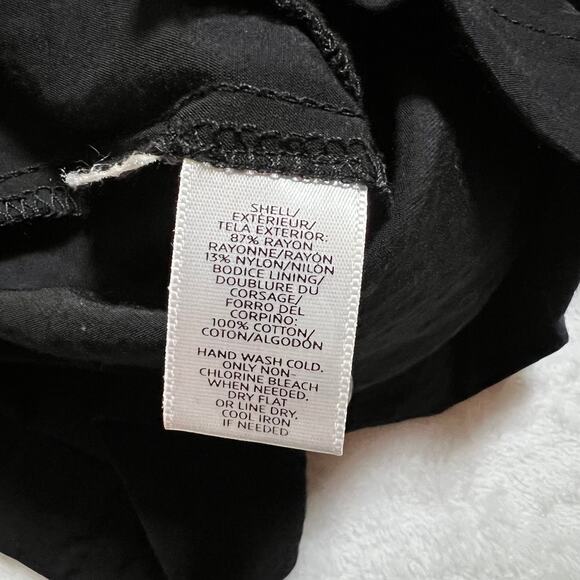 SHELL/
EXTÉRIEUR/
TELA EXTERIOR:
87% RAYON
RAYONNE/RAYÓN
13% NYLON/NILÓN
BODICE LINING/
DOUBLURE DU
CORSAGE/
FORRO DEL
CORPIÑO:
100% COTTON/
COTON/ALGODÓN
HAND WASH COLD.
ONLY NON-
CHLORINE BLEACH
WHEN NEEDED.
DRY FLAT
OR LINE DRY.
COOL IRON
IF NEEDED